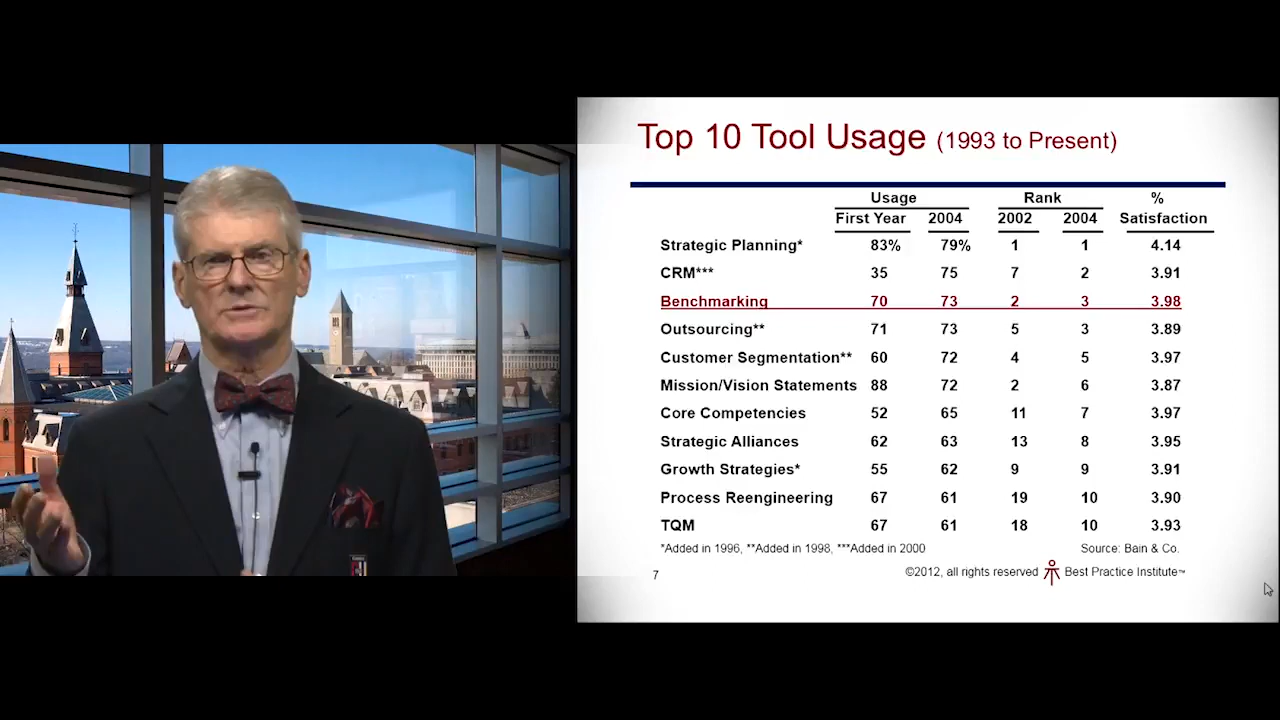 Top 10 Tool Usage (1993 to Present)
Usage Rank %
First Year 2004 2002 2004 Satisfaction
Strategic Planning* 83% 79% 1 1 4.14
CRM*** 35 75 7 2 3.91
Benchmarking 70 73 2 3 3.98
Outsourcing** 71 73 5 3 3.89
Customer Segmentation** 60 72 4 5 3.97
Mission/Vision Statements 88 72 2 6 3.87
Core Competencies 52 65 11 7 3.97
Strategic Alliances 62 63 13 8 3.95
Growth Strategies* 55 62 9 9 3.91
Process Reengineering 67 61 19 10 3.90
TQM 67 61 18 10 3.93
*Added in 1996, **Added in 1998, ***Added in 2000 Source: Bain & Co.
7 ©2012, all rights reserved Best Practice Institute™